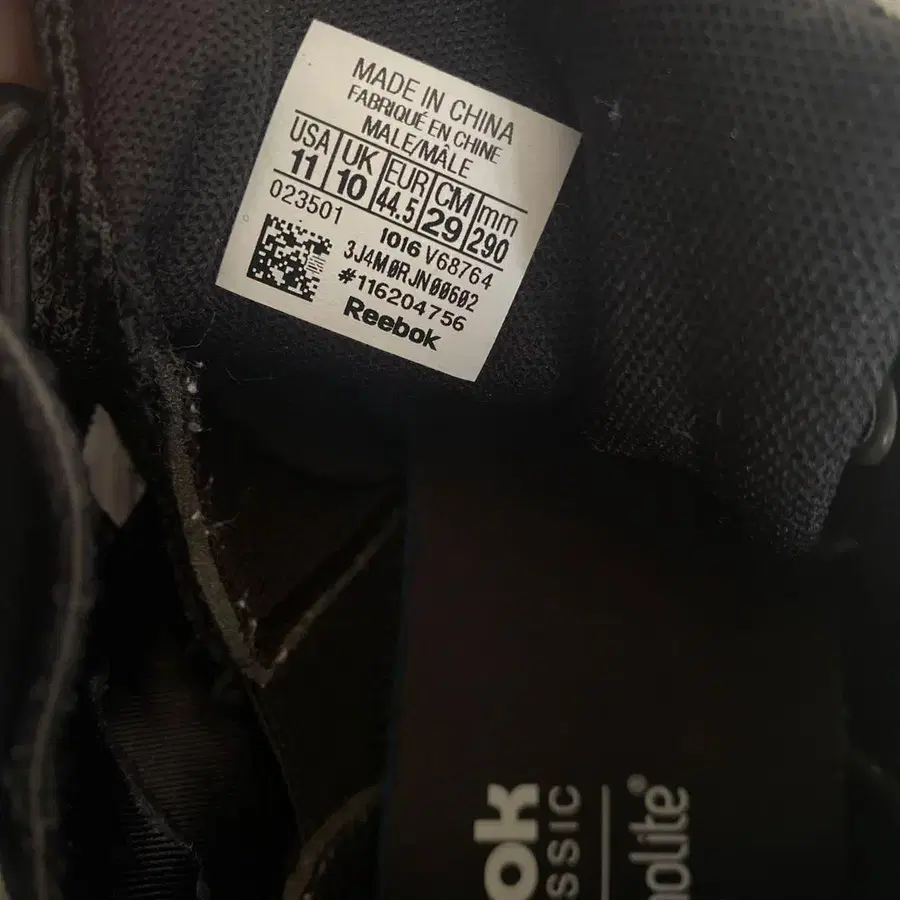 MADE IN CHINA
FABRIQUÉ EN CHINE
MALE/MÂLE
USA UK EUR CM mm
11 10 44.5 29 290
023501
1016 V68764
3J4M0RJN00602
#116204756
Reebok
ok
SSIC
nolite®